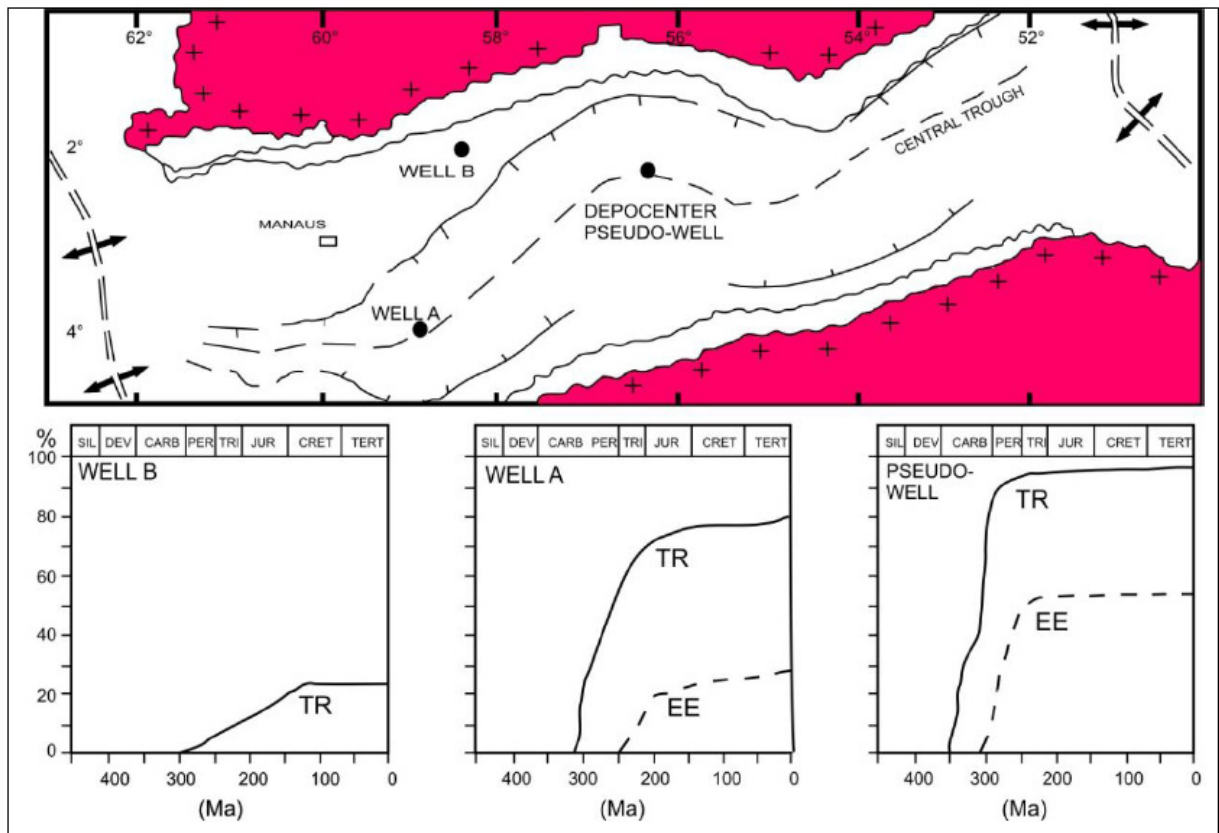 62° 60° 58° 56° 54° 52°
CENTRAL TROUGH
2°
WELL B
DEPOCENTER
PSEUDO-WELL
MANAUS
WELL A
4°
%
SIL DEV CARB PER TRI JUR CRET TERT
100
WELL B
80
60
40
20
TR
0
400 300 200 100 0
(Ma)
SIL DEV CARB PER TRI JUR CRET TERT
WELL A
TR
EE
400 300 200 100 0
(Ma)
SIL DEV CARB PER TRI JUR CRET TERT
PSEUDO-
WELL
TR
EE
400 300 200 100 0
(Ma)